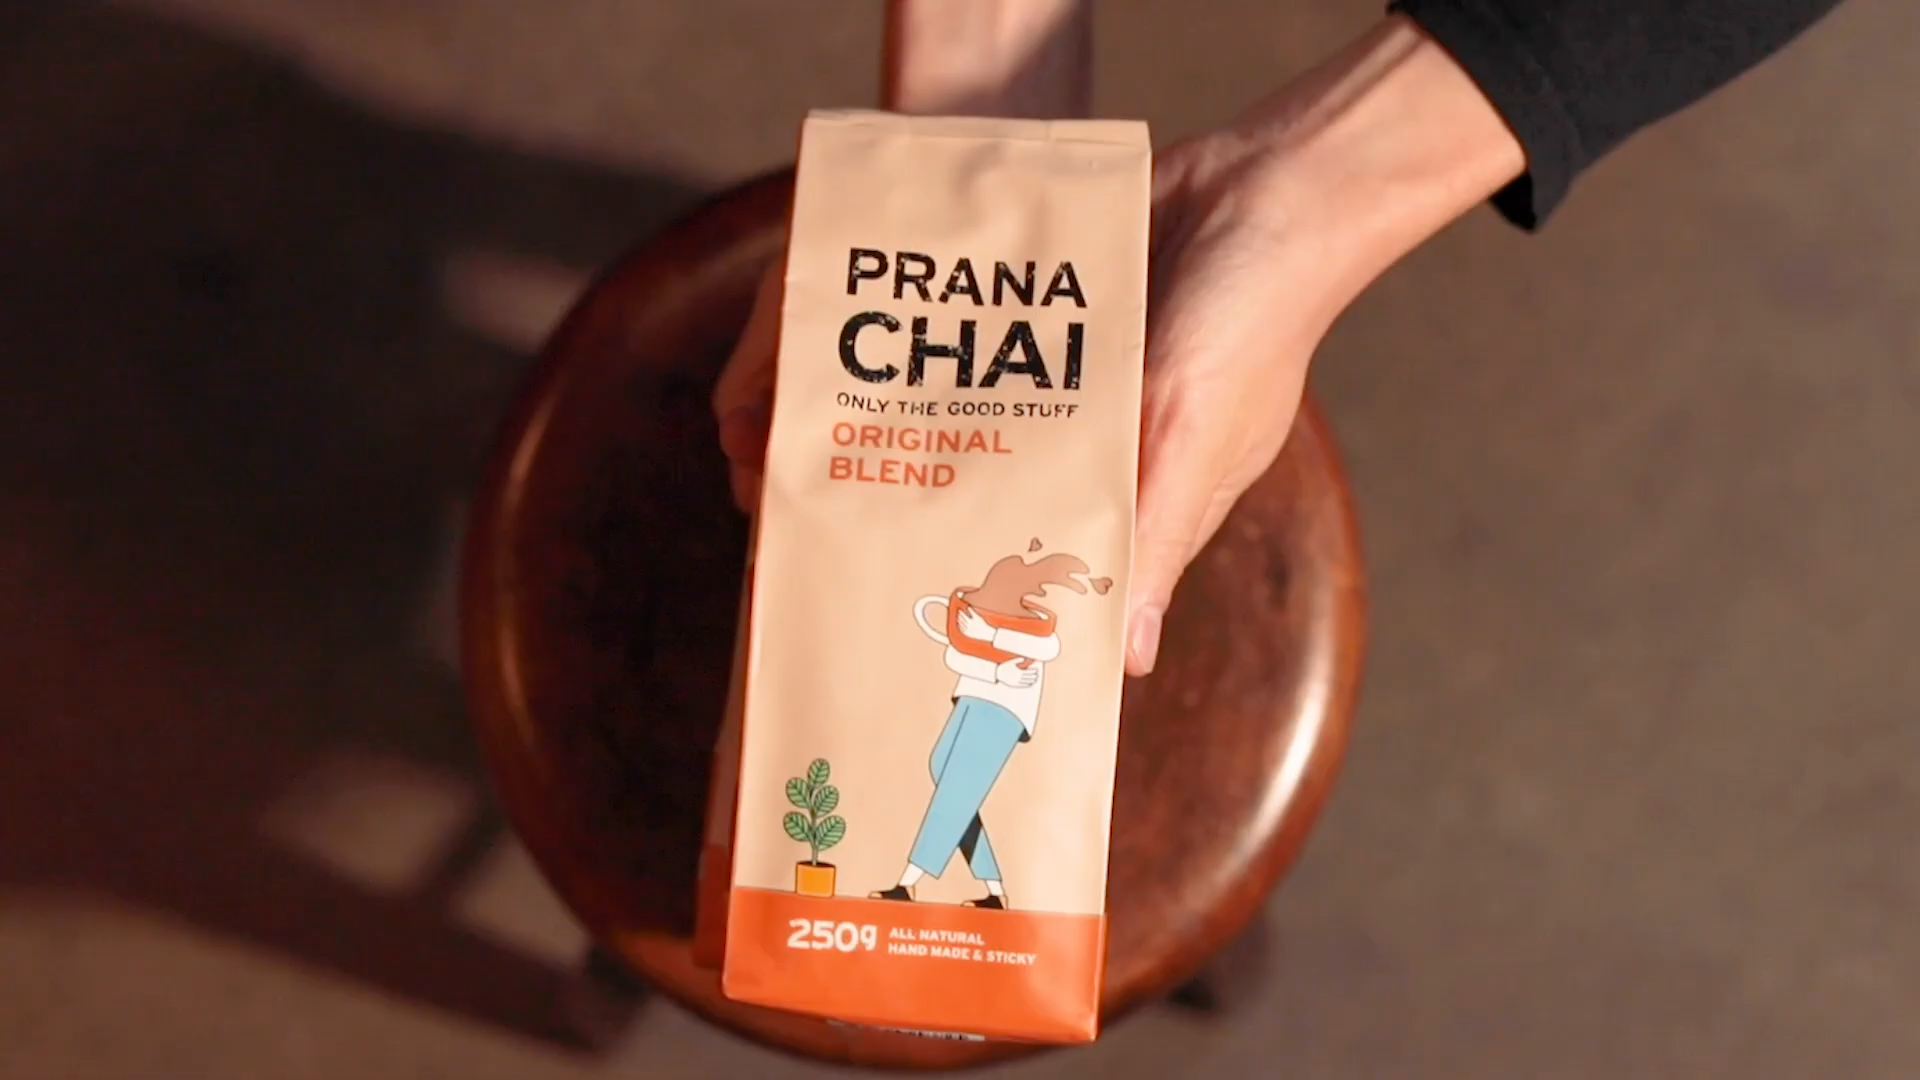 PRANA
CHAI
ONLY THE GOOD STUFF
ORIGINAL
BLEND
250g
ALL NATURAL
HAND MADE & STICKY